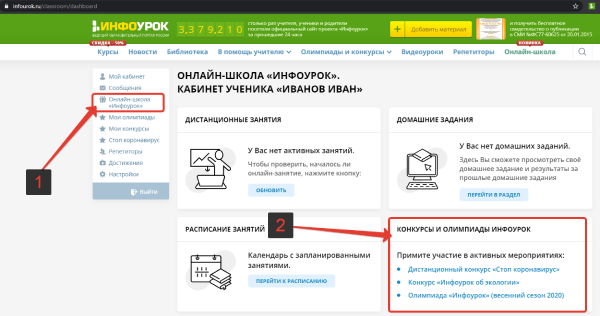 infourok.ru/classroom/dashboard
ИНФОУРОК
ВЕДУЩИЙ ОБРАЗОВАТЕЛЬНЫЙ ПОРТАЛ РОССИИ
3 3 7 9 2 1 0
столько раз учителя, ученики и родители
посетили официальный сайт проекта «Инфоурок»
за прошедшие 24 часа
+ Добавить материал
и получить бесплатное
свидетельство о публикации
в СМИ №ФС77-60625 от 20.01.2015
СКИДКА - 50%
НОВИНКА
Курсы Новости Библиотека В помощь учителю Олимпиады и конкурсы Видеоуроки Репетиторы Онлайн-школа
Мой кабинет
Сообщения
Онлайн-школа
«Инфоурок»
Мои олимпиады
Мои конкурсы
Стоп коронавирус
Репетиторы
Достижения
Настройки
Выйти
1
ОНЛАЙН-ШКОЛА «ИНФОУРОК».
КАБИНЕТ УЧЕНИКА «ИВАНОВ ИВАН»
ДИСТАНЦИОННЫЕ ЗАНЯТИЯ
У Вас нет активных занятий.
Чтобы проверить, началось ли
онлайн-занятие, нажмите кнопку:
ОБНОВИТЬ
ДОМАШНИЕ ЗАДАНИЯ
У Вас нет домашних заданий.
Здесь Вы сможете просмотреть своё
домашнее задание и результаты за
прошлые домашние задания
ПЕРЕЙТИ В РАЗДЕЛ
РАСПИСАНИЕ ЗАНЯТИЙ
2
Календарь с запланированными
занятиями.
ПЕРЕЙТИ К РАСПИСАНИЮ
КОНКУРСЫ И ОЛИМПИАДЫ ИНФОУРОК
Примите участие в активных мероприятиях:
Дистанционный конкурс «Стоп коронавирус»
Конкурс «Инфоурок об экологии»
Олимпиада «Инфоурок» (весенний сезон 2020)